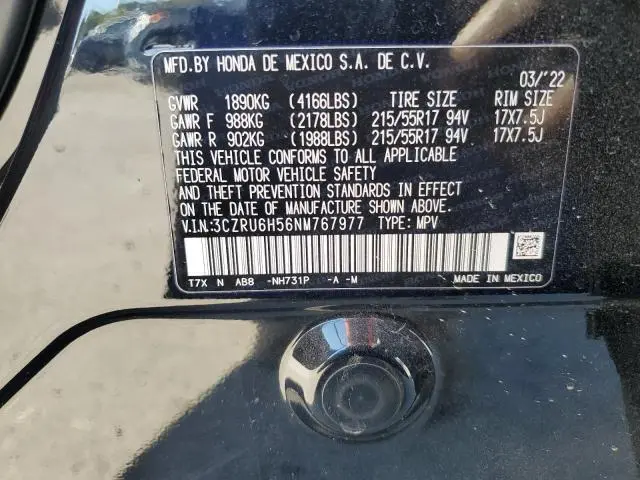 MFD.BY HONDA DE MEXICO S.A. DE C.V.
03/'22
GVWR 1890KG (4166LBS) TIRE SIZE RIM SIZE
GAWR F 988KG (2178LBS) 215/55R17 94V 17X7.5J
GAWR R 902KG (1988LBS) 215/55R17 94V 17X7.5J
THIS VEHICLE CONFORMS TO ALL APPLICABLE
FEDERAL MOTOR VEHICLE SAFETY
AND THEFT PREVENTION STANDARDS IN EFFECT
ON THE DATE OF MANUFACTURE SHOWN ABOVE.
V.I.N:3CZRU6H56NM767977 TYPE: MPV
T7X N AB8 -NH731P -A -M MADE IN MEXICO